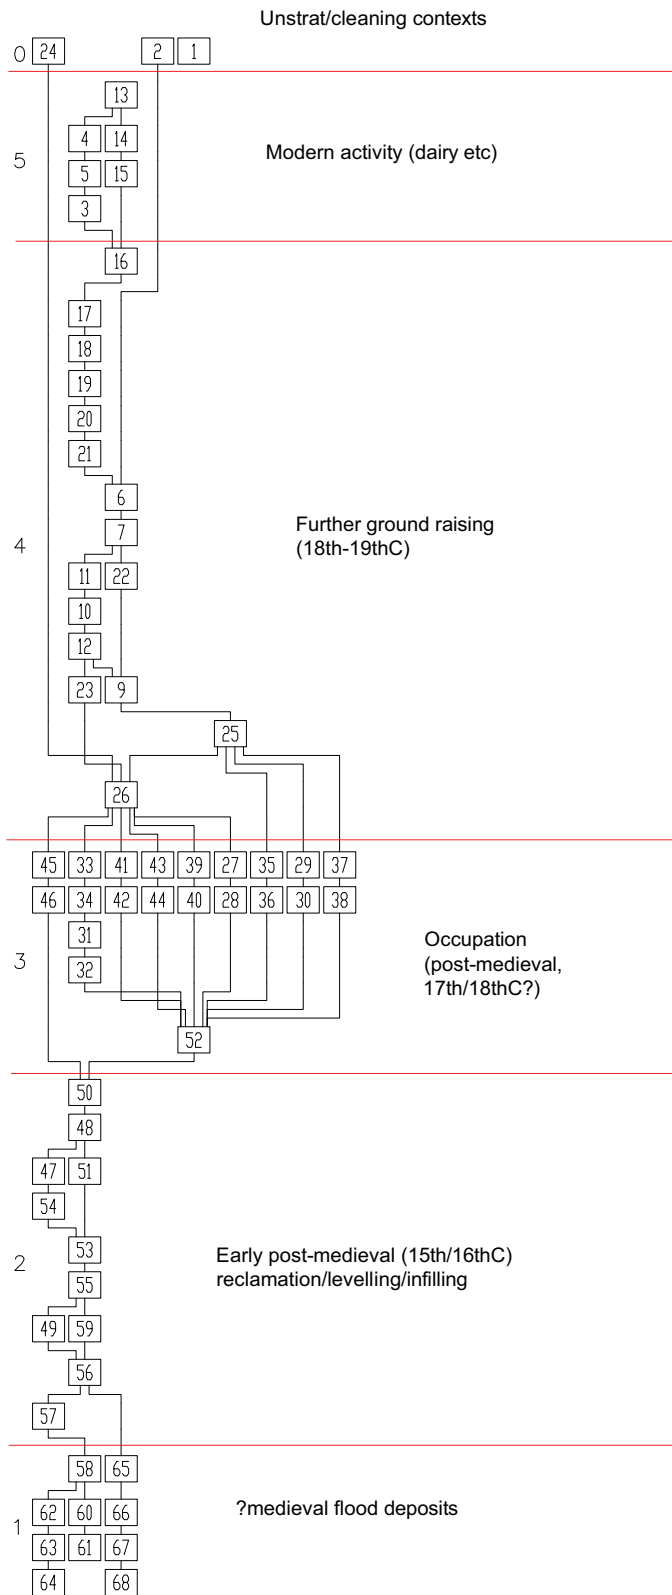 Unstrat/cleaning contexts
0 24 2 1
13
4 14
5 Modern activity (dairy etc)
5 15
3
16
17
18
19
20
21
6
Further ground raising
7
4 (18th-19thC)
11 22
10
12
23 9
25
26
45 33 41 43 39 27 35 29 37
46 34 42 44 40 28 36 30 38
31
Occupation
3 (post-medieval,
32
17th/18thC?)
52
50
48
47 51
54
53
Early post-medieval (15th/16thC)
2
reclamation/levelling/infilling
55
49 59
56
57
58 65
62 60 66
?medieval flood deposits
1
63 61 67
64 68